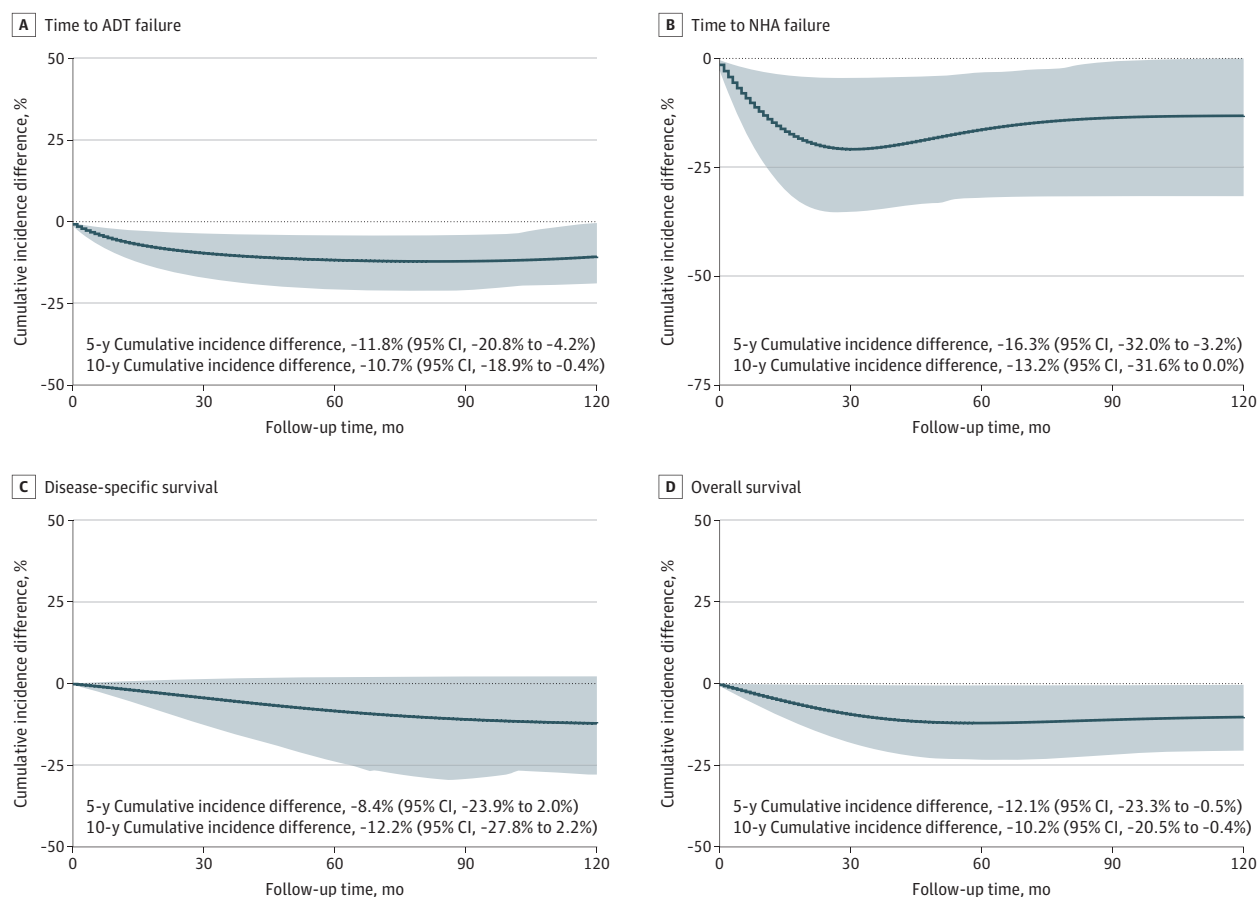 A Time to ADT failure
50
25
0
-25
-50
Cumulative incidence difference, %
5-y Cumulative incidence difference, -11.8% (95% CI, -20.8% to -4.2%)
10-y Cumulative incidence difference, -10.7% (95% CI, -18.9% to -0.4%)
0 30 60 90 120
Follow-up time, mo
B Time to NHA failure
0
-25
-50
-75
Cumulative incidence difference, %
5-y Cumulative incidence difference, -16.3% (95% CI, -32.0% to -3.2%)
10-y Cumulative incidence difference, -13.2% (95% CI, -31.6% to 0.0%)
0 30 60 90 120
Follow-up time, mo
C Disease-specific survival
50
25
0
-25
-50
Cumulative incidence difference, %
5-y Cumulative incidence difference, -8.4% (95% CI, -23.9% to 2.0%)
10-y Cumulative incidence difference, -12.2% (95% CI, -27.8% to 2.2%)
0 30 60 90 120
Follow-up time, mo
D Overall survival
50
25
0
-25
-50
Cumulative incidence difference, %
5-y Cumulative incidence difference, -12.1% (95% CI, -23.3% to -0.5%)
10-y Cumulative incidence difference, -10.2% (95% CI, -20.5% to -0.4%)
0 30 60 90 120
Follow-up time, mo